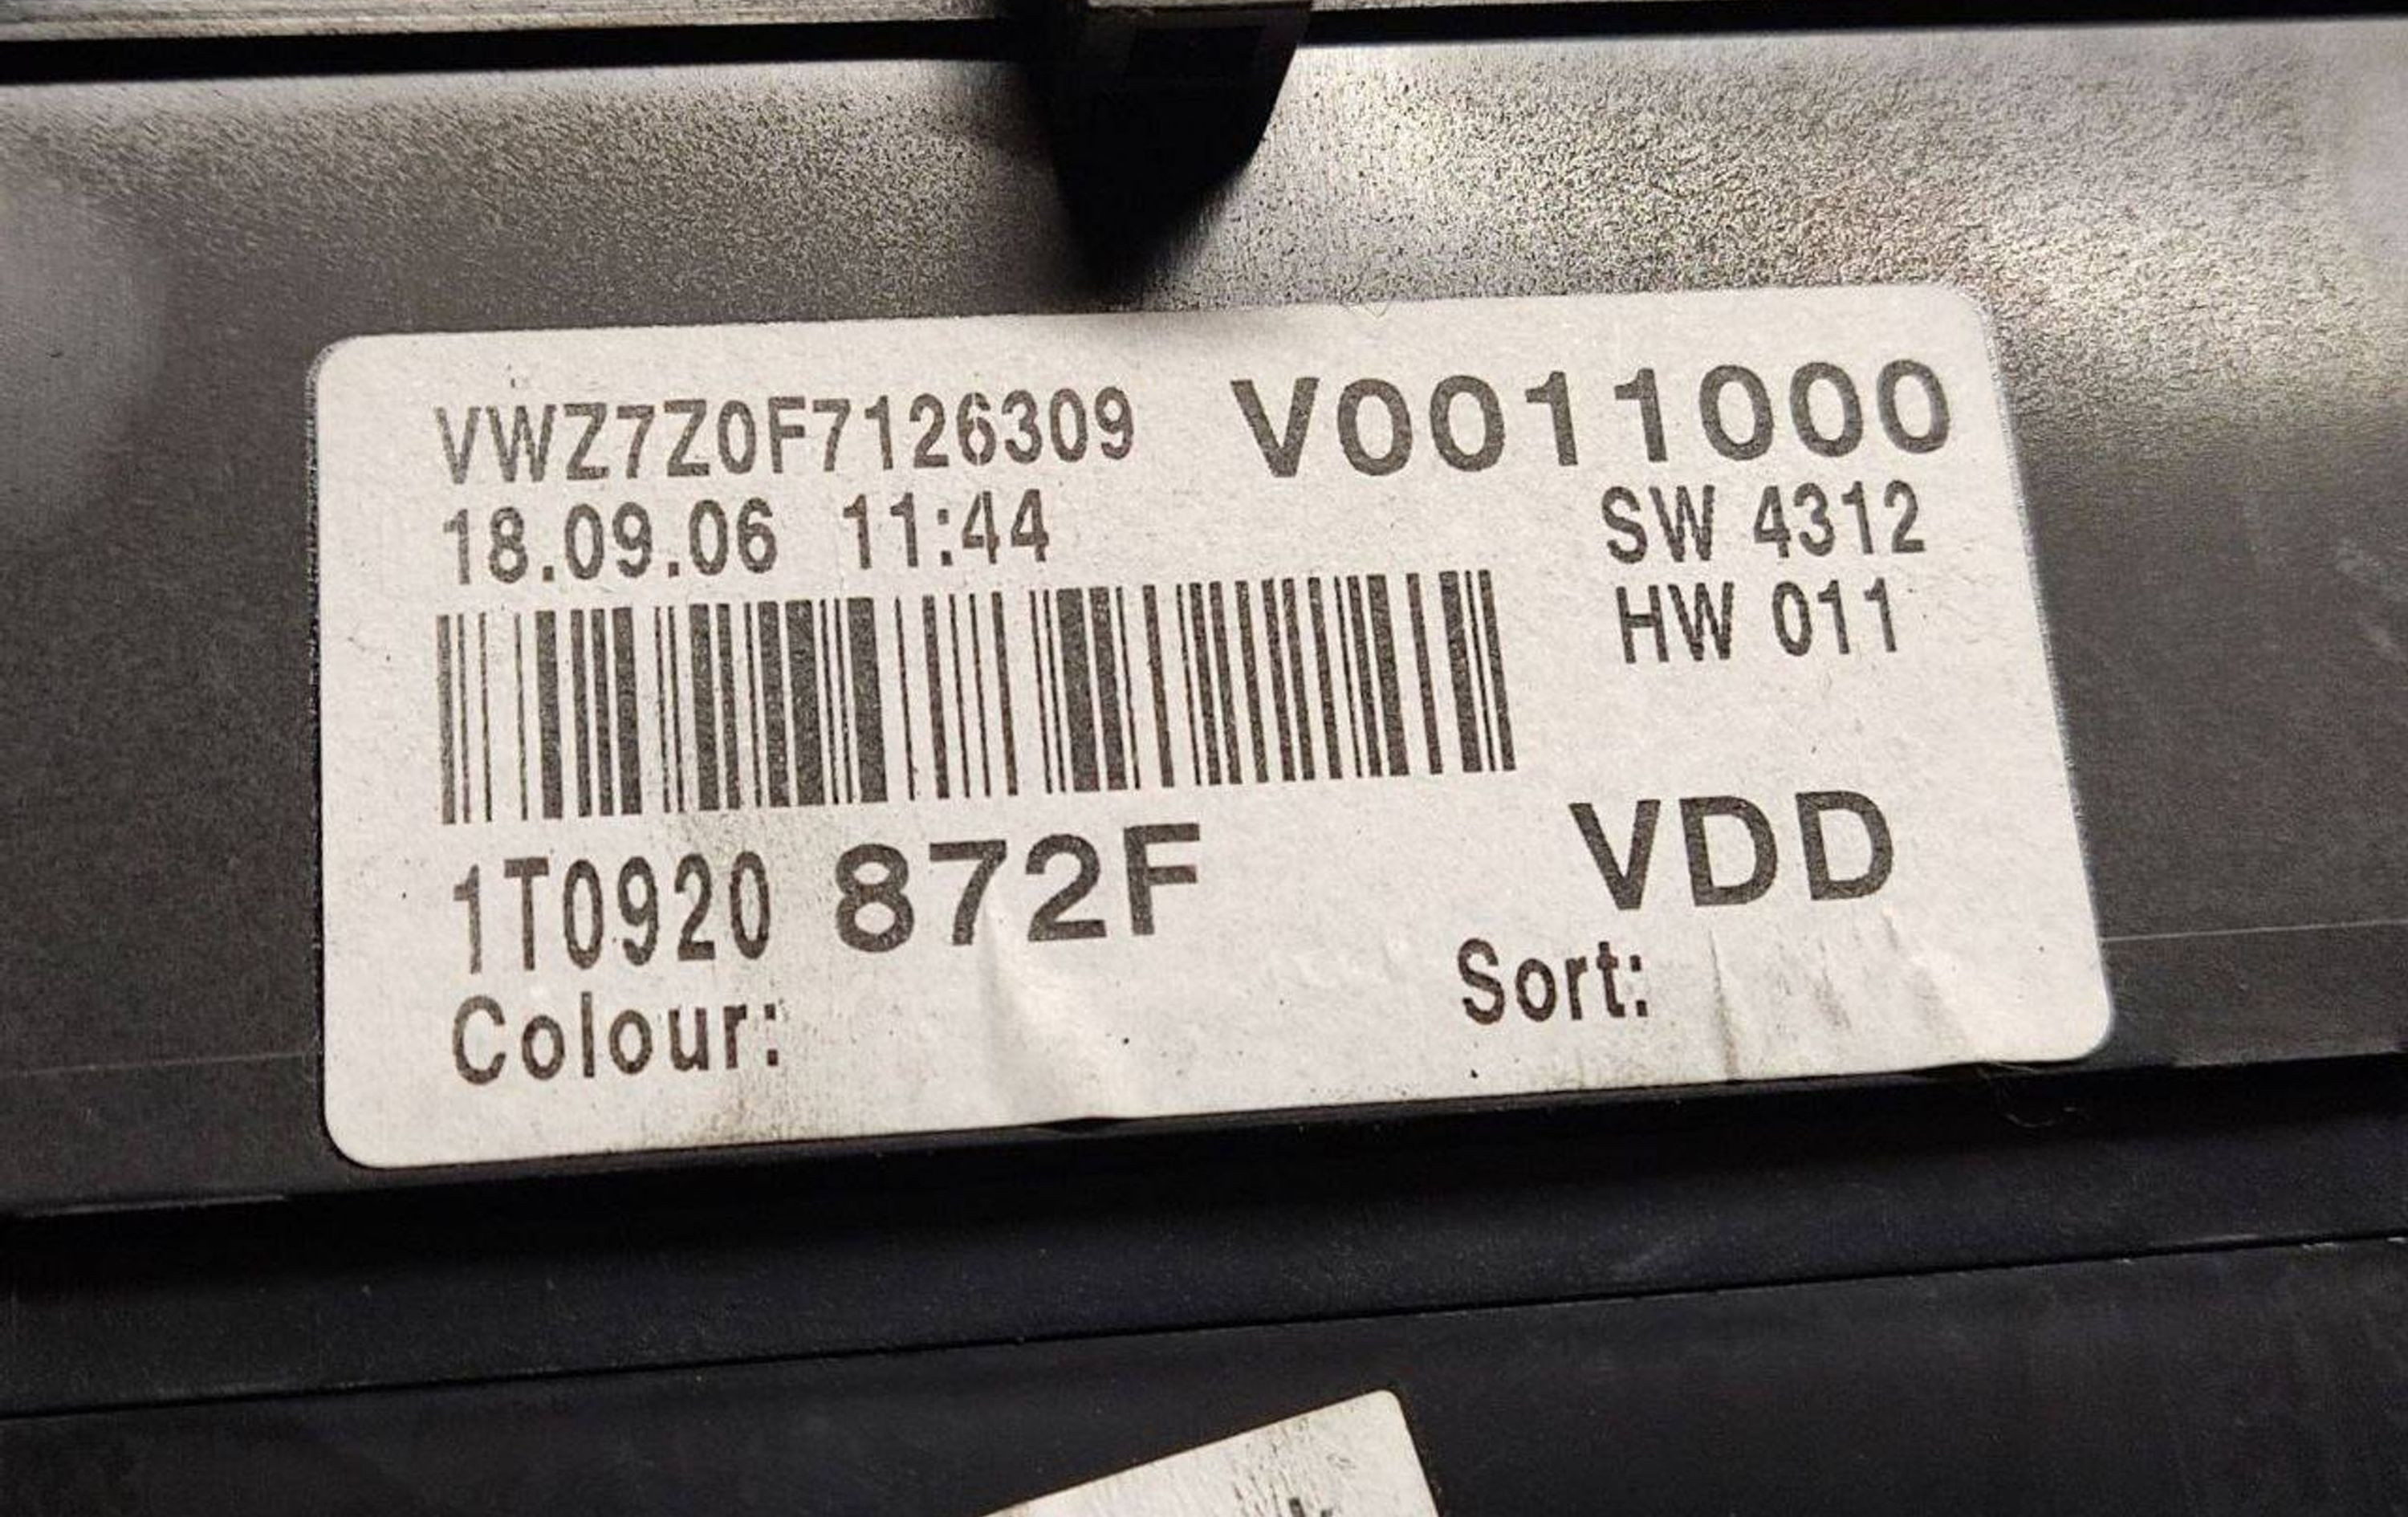 VWZ7Z0F7126309 V0011000
18.09.06 11:44 SW 4312
HW 011
1T0920 872F VDD
Colour: Sort: